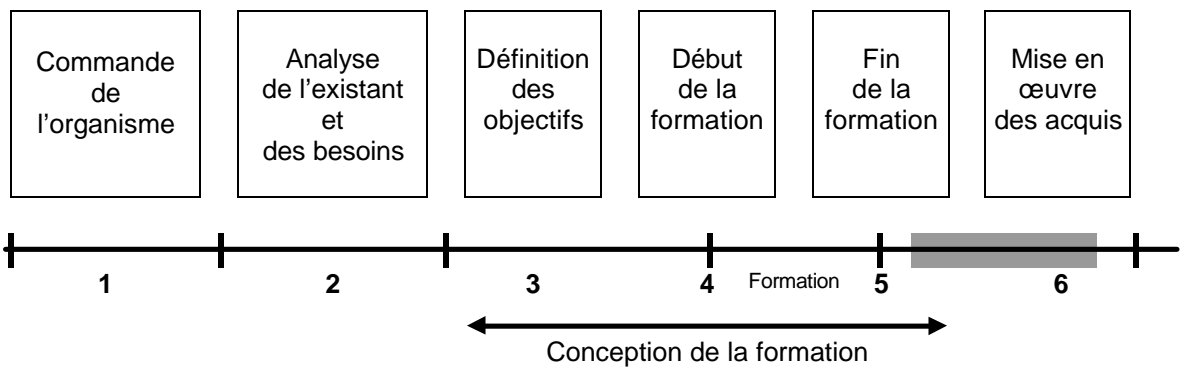 Commande
de
l'organisme
Analyse
de l'existant
et
des besoins
Définition
des
objectifs
Début
de la
formation
Fin
de la
formation
Mise en
œuvre
des acquis
1
2
3
4
Formation
5
6
Conception de la formation